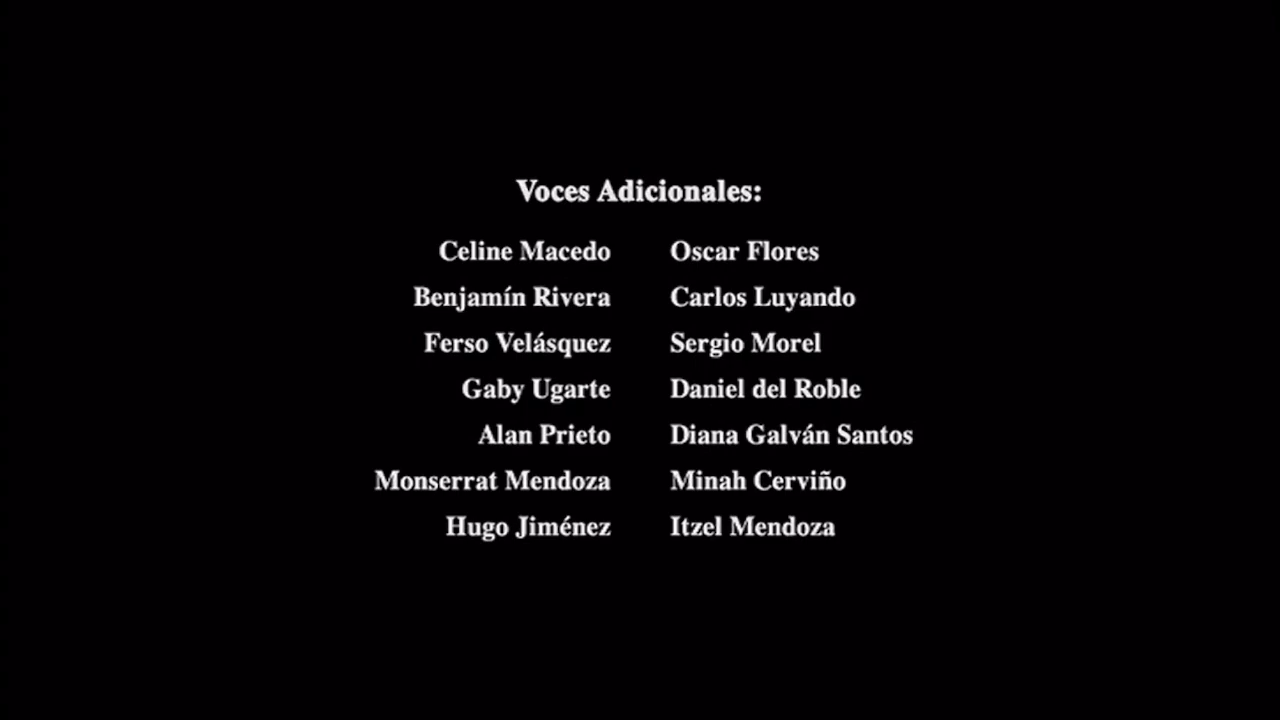 Voces Adicionales:
Celine Macedo Oscar Flores
Benjamín Rivera Carlos Luyando
Ferso Velásquez Sergio Morel
Gaby Ugarte Daniel del Roble
Alan Prieto Diana Galván Santos
Monserrat Mendoza Minah Cerviño
Hugo Jiménez Itzel Mendoza